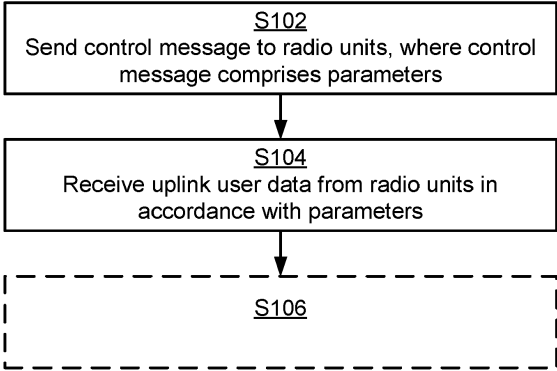 S102
Send control message to radio units, where control
message comprises parameters
S104
Receive uplink user data from radio units in
accordance with parameters
S106